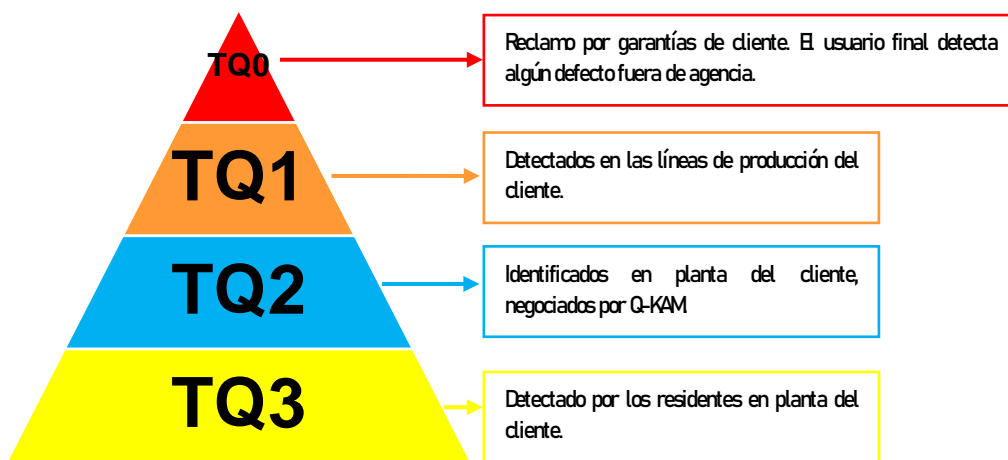 TQ0
Reclamo por garantías de cliente. El usuario final detecta
algún defecto fuera de agencia.
TQ1
Detectados en las líneas de producción del
cliente.
TQ2
Identificados en planta del cliente,
negociados por Q-KAM
TQ3
Detectado por los residentes en planta del
cliente.